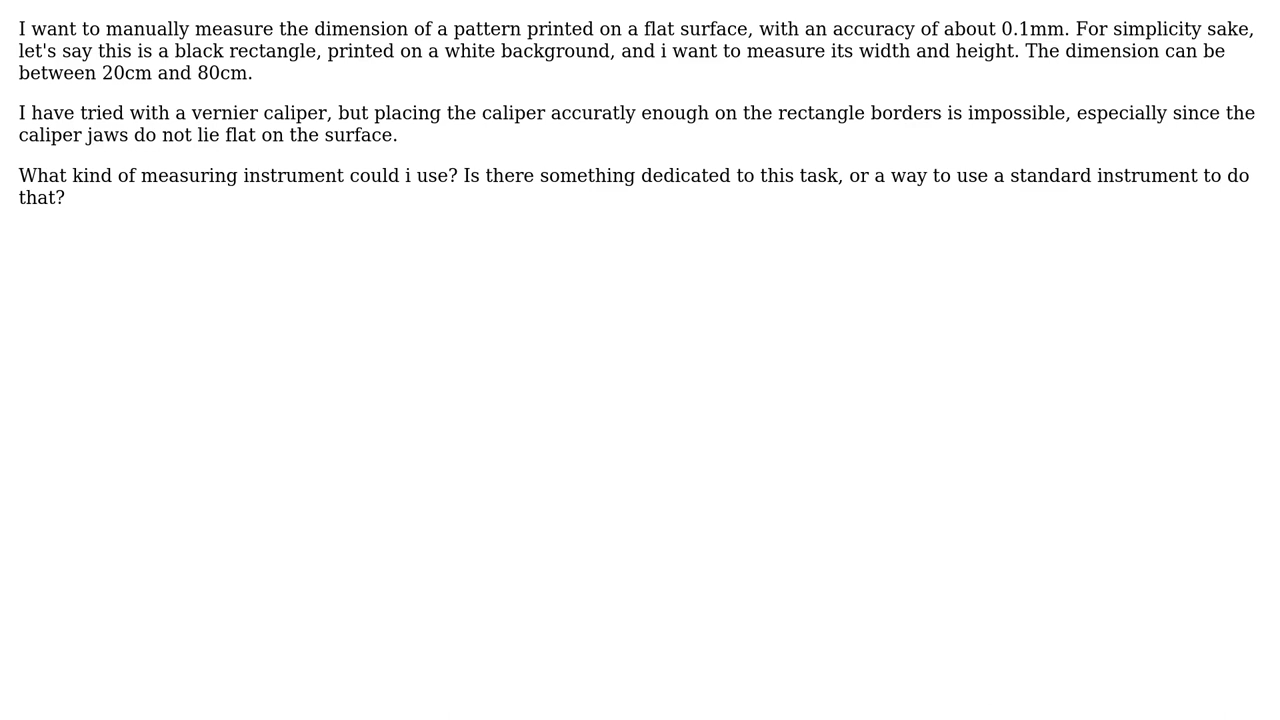 I want to manually measure the dimension of a pattern printed on a flat surface, with an accuracy of about 0.1mm. For simplicity sake,
let's say this is a black rectangle, printed on a white background, and i want to measure its width and height. The dimension can be
between 20cm and 80cm.
I have tried with a vernier caliper, but placing the caliper accuratly enough on the rectangle borders is impossible, especially since the
caliper jaws do not lie flat on the surface.
What kind of measuring instrument could i use? Is there something dedicated to this task, or a way to use a standard instrument to do
that?